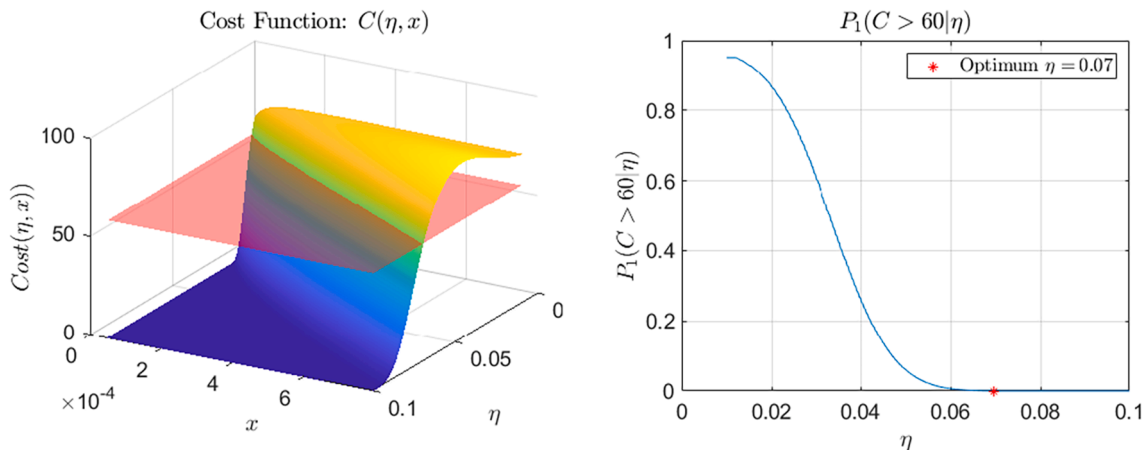 Cost Function: C(η, x)
100
50
0
Cost(η, x))
0
2
4
6
×10⁻⁴
x
0
0.05
0.1
η
P₁(C > 60|η)
Optimum η = 0.07
1
0.8
0.6
0.4
0.2
0
P₁(C > 60|η)
0
0.02
0.04
0.06
0.08
0.1
η